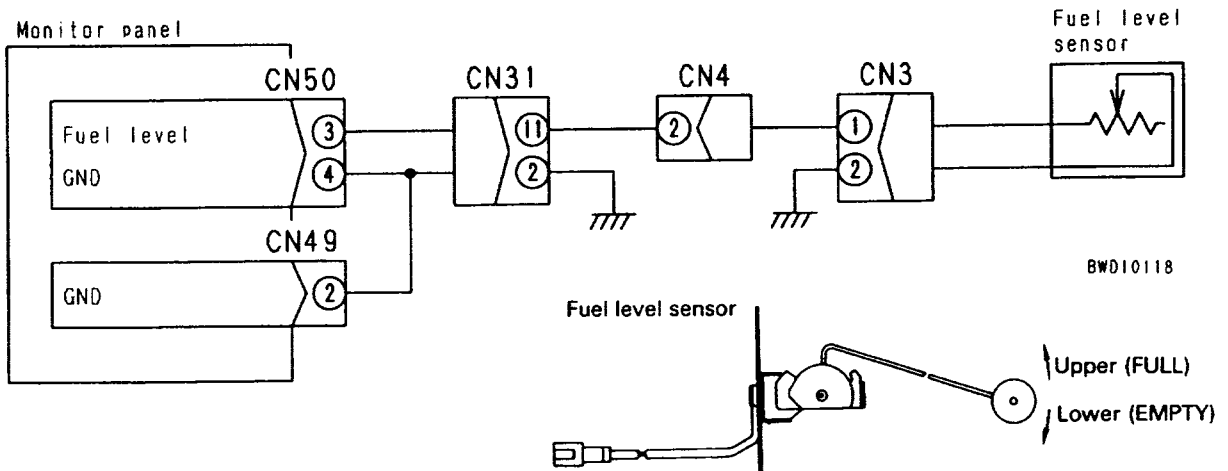 Monitor panel
Fuel level
sensor
CN50
CN31
CN4
CN3
Fuel level
3
11
2
1
GND
4
2
2
CN49
GND
2
BWD10118
Fuel level sensor
Upper (FULL)
Lower (EMPTY)